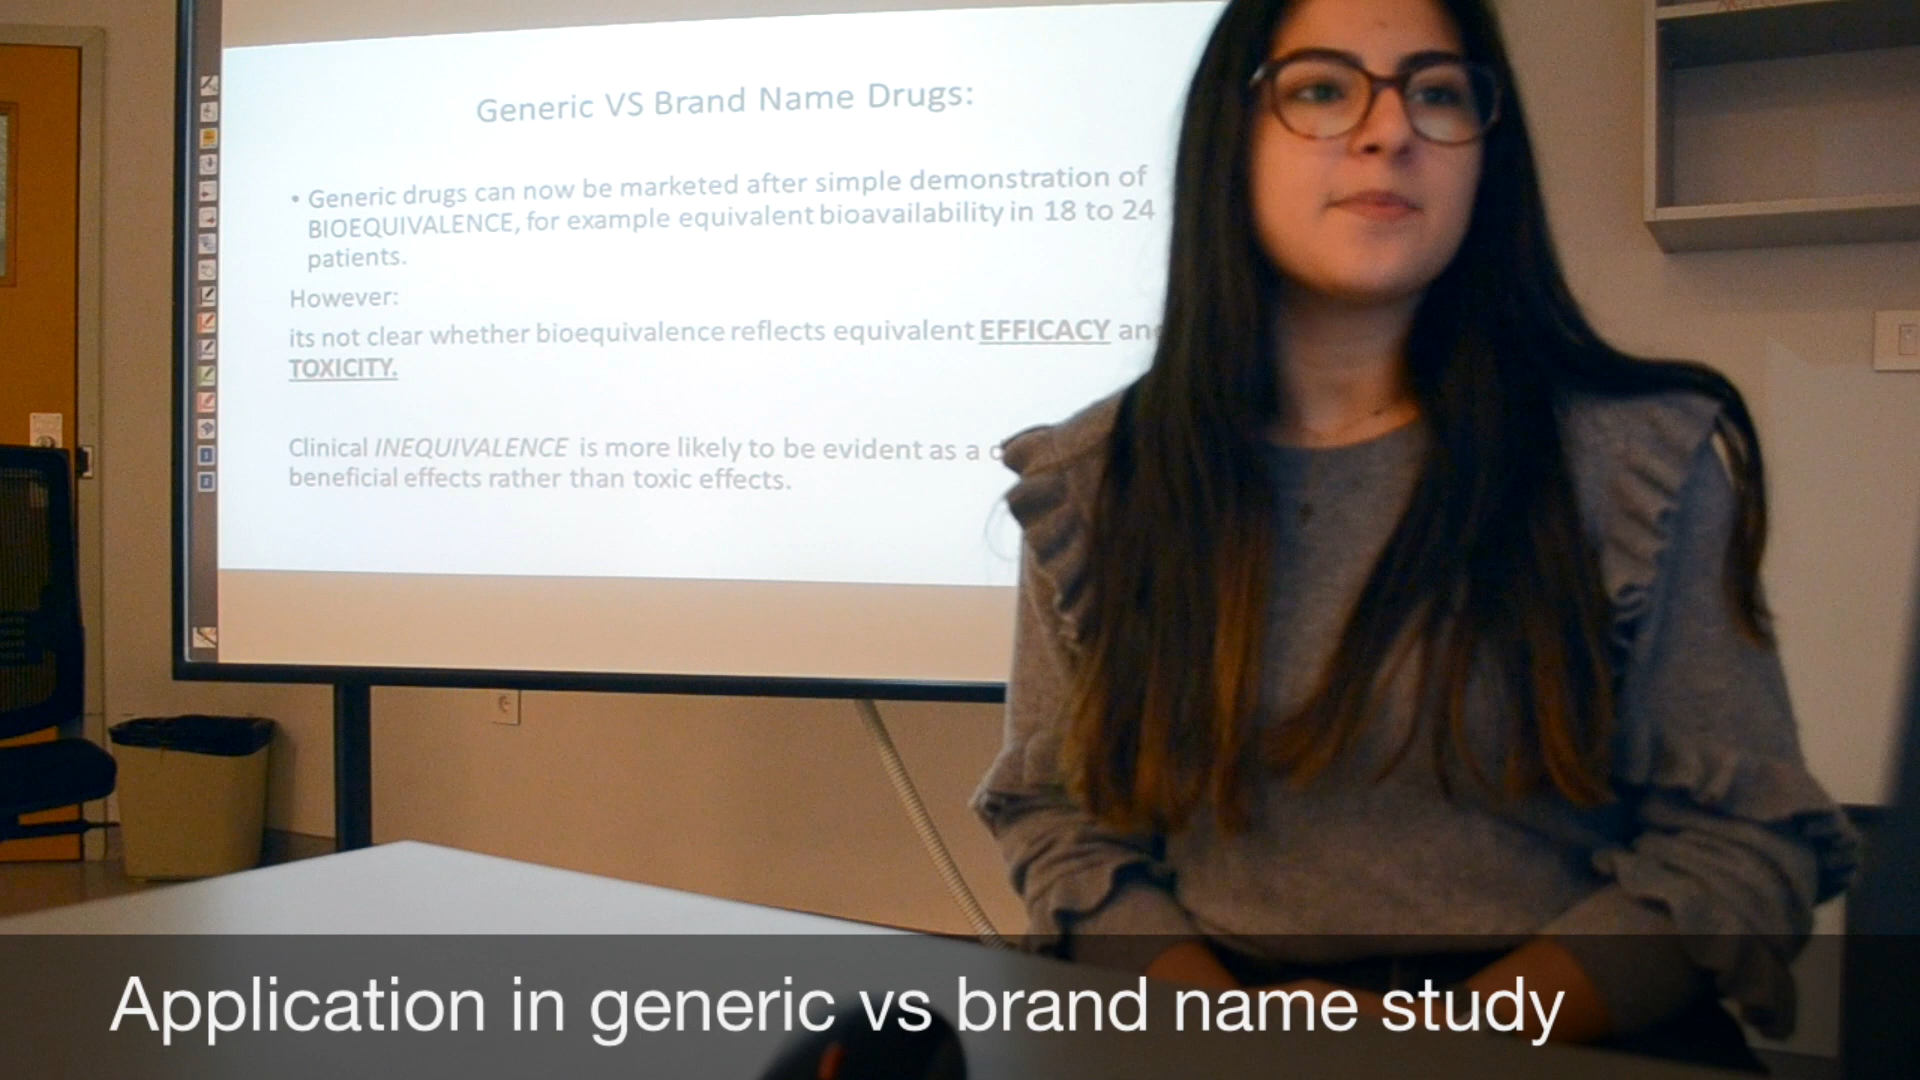 Generic VS Brand Name Drugs:
• Generic drugs can now be marketed after simple demonstration of
BIOEQUIVALENCE, for example equivalent bioavailability in 18 to 24
patients.
However:
its not clear whether bioequivalence reflects equivalent EFFICACY an
TOXICITY.
Clinical INEQUIVALENCE is more likely to be evident as a
beneficial effects rather than toxic effects.
Application in generic vs brand name study